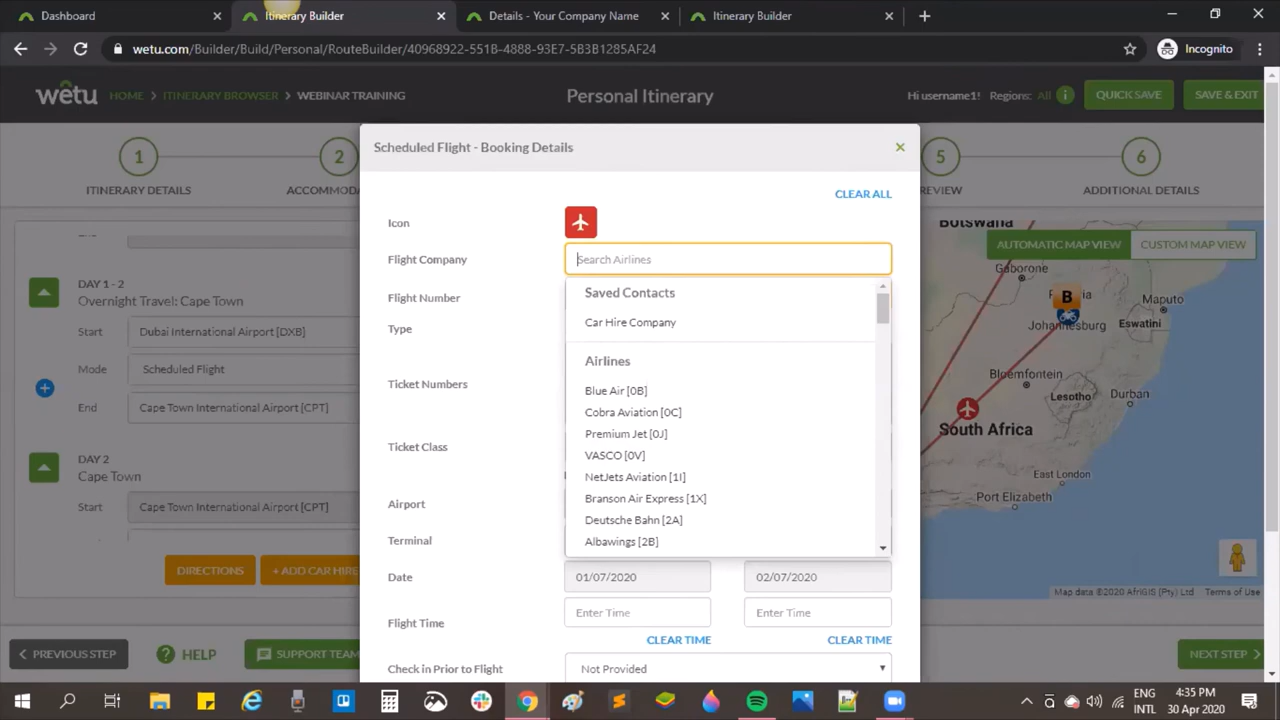 Dashboard
Itinerary Builder
Details - Your Company Name
Itinerary Builder
wetu.com/Builder/Build/Personal/RouteBuilder/40968922-551B-4888-93E7-5B3B1285AF24
Incognito
wetu
HOME > ITINERARY BROWSER > WEBINAR TRAINING
Personal Itinerary
Hi username1! Regions: All
QUICK SAVE
SAVE & EXIT
1
ITINERARY DETAILS
2
ACCOMMODA
5
REVIEW
6
ADDITIONAL DETAILS
Scheduled Flight - Booking Details
CLEAR ALL
Icon
Flight Company
Search Airlines
Flight Number
Type
Ticket Numbers
Ticket Class
Airport
Terminal
Saved Contacts
Car Hire Company
Airlines
Blue Air [0B]
Cobra Aviation [0C]
Premium Jet [0J]
VASCO [0V]
NetJets Aviation [1I]
Branson Air Express [1X]
Deutsche Bahn [2A]
Albawings [2B]
Date
01/07/2020
02/07/2020
Flight Time
Enter Time
Enter Time
CLEAR TIME
CLEAR TIME
Check in Prior to Flight
Not Provided
DAY 1 - 2
Overnight Travel: Cape Town
Start
Dubai International Airport [DXB]
Mode
Scheduled Flight
End
Cape Town International Airport [CPT]
DAY 2
Cape Town
Start
Cape Town International Airport [CPT]
DIRECTIONS
+ ADD CAR HIRE
Botswana
AUTOMATIC MAP VIEW
CUSTOM MAP VIEW
Gaborone
B
Maputo
Johannesburg
Eswatini
Bloemfontein
Lesotho
Durban
South Africa
East London
Port Elizabeth
Map data ©2020 AfriGIS (Pty) Ltd
Terms of Use
PREVIOUS STEP
HELP
SUPPORT TEAM
NEXT STEP
ENG
INTL
4:35 PM
30 Apr 2020